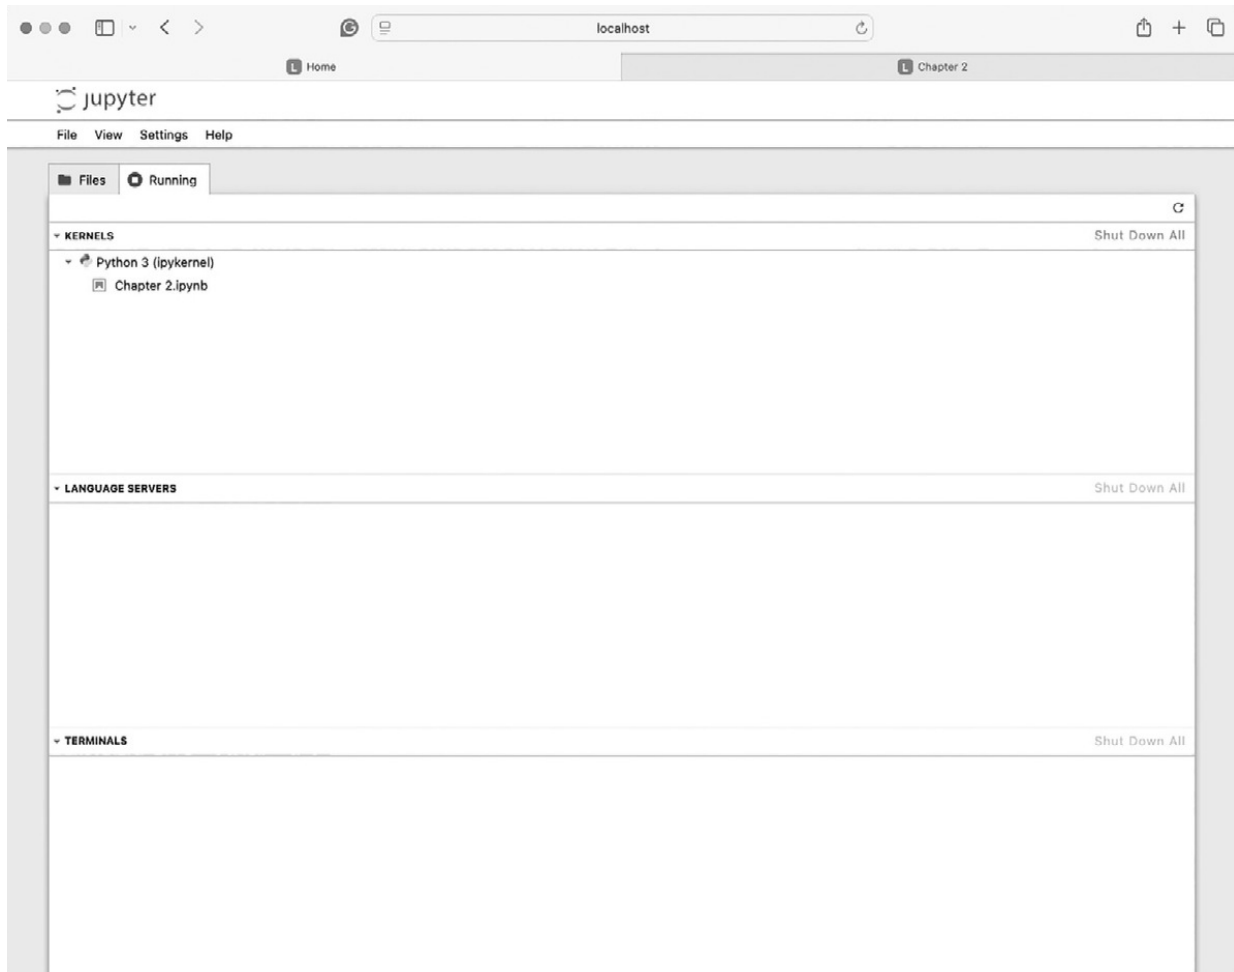 localhost
L Home
L Chapter 2
jupyter
File View Settings Help
Files Running
KERNELS Shut Down All
Python 3 (ipykernel)
Chapter 2.ipynb
LANGUAGE SERVERS Shut Down All
TERMINALS Shut Down All